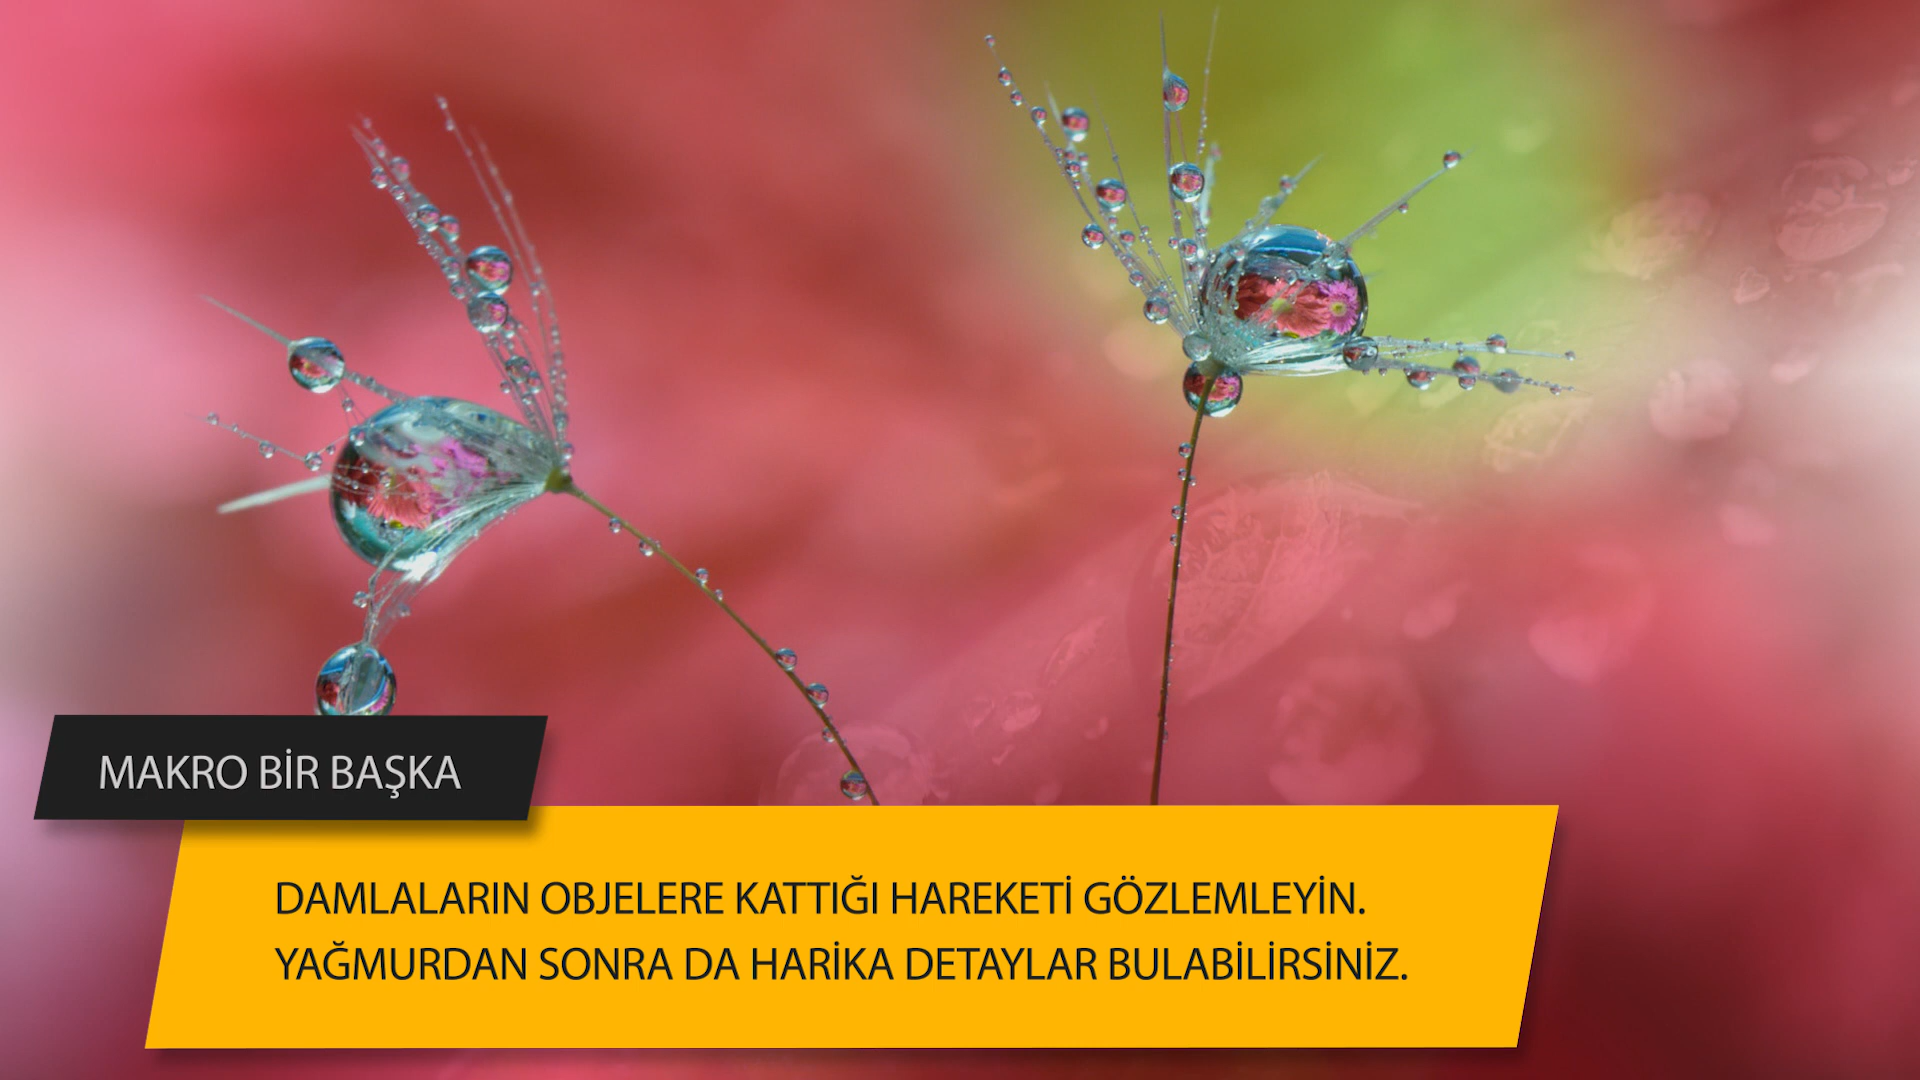 MAKRO BİR BAŞKA
DAMLALARIN OBJELERE KATTIĞI HAREKETİ GÖZLEMLEYİN.
YAĞMURDAN SONRA DA HARİKA DETAYLAR BULABİLİRSİNİZ.